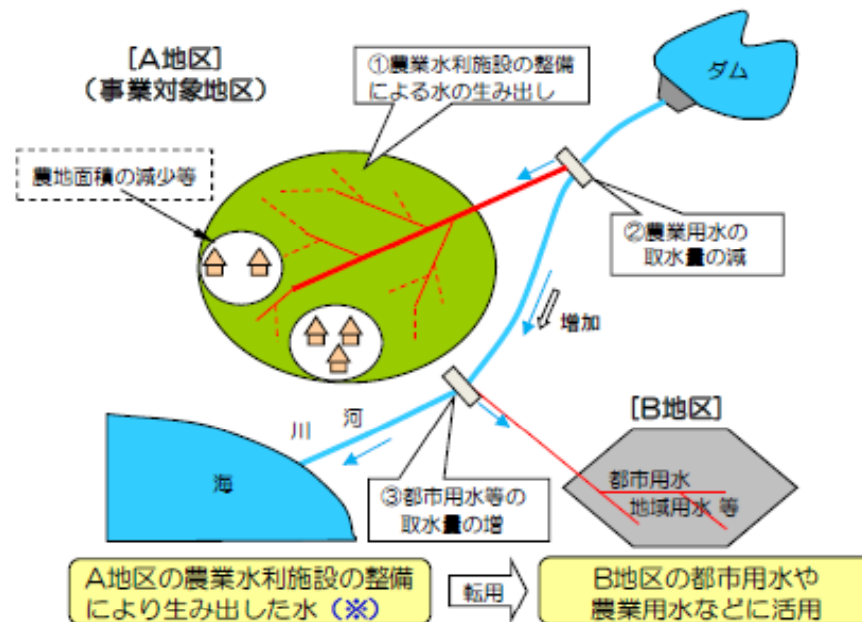 [A地区]
（事業対象地区）
①農業水利施設の整備
による水の生み出し
ダム
農地面積の減少等
②農業用水の
取水量の減
増加
川 河
[B地区]
海
③都市用水等の
取水量の増
都市用水
地域用水 等
A地区の農業水利施設の整備
により生み出した水（※）
転用
B地区の都市用水や
農業用水などに活用